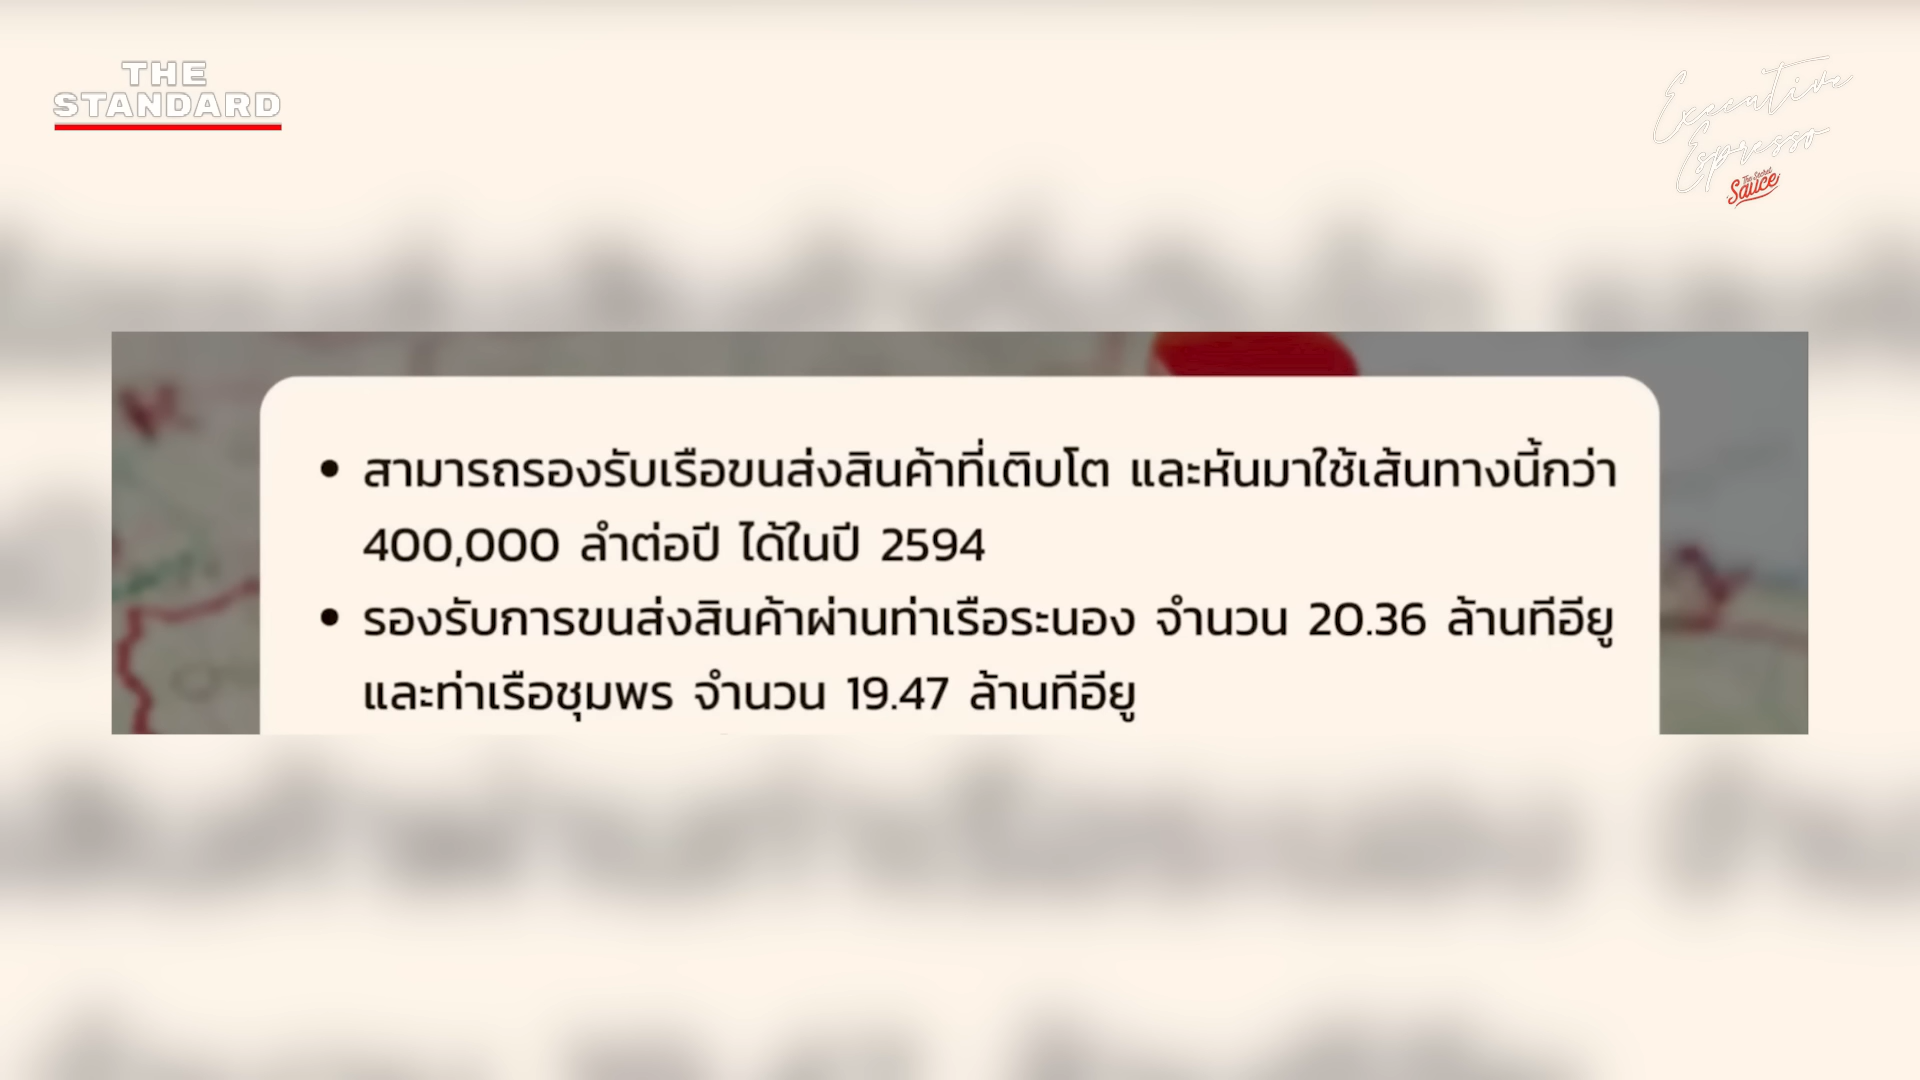 THE
STANDARD
Executive
Espresso
The Secret
Sauce
• สามารถรองรับเรือขนส่งสินค้าที่เติบโต และหันมาใช้เส้นทางนี้กว่า
400,000 ลำต่อปี ได้ในปี 2594
• รองรับการขนส่งสินค้าผ่านท่าเรือระนอง จำนวน 20.36 ล้านทีอียู
และท่าเรือชุมพร จำนวน 19.47 ล้านทีอียู